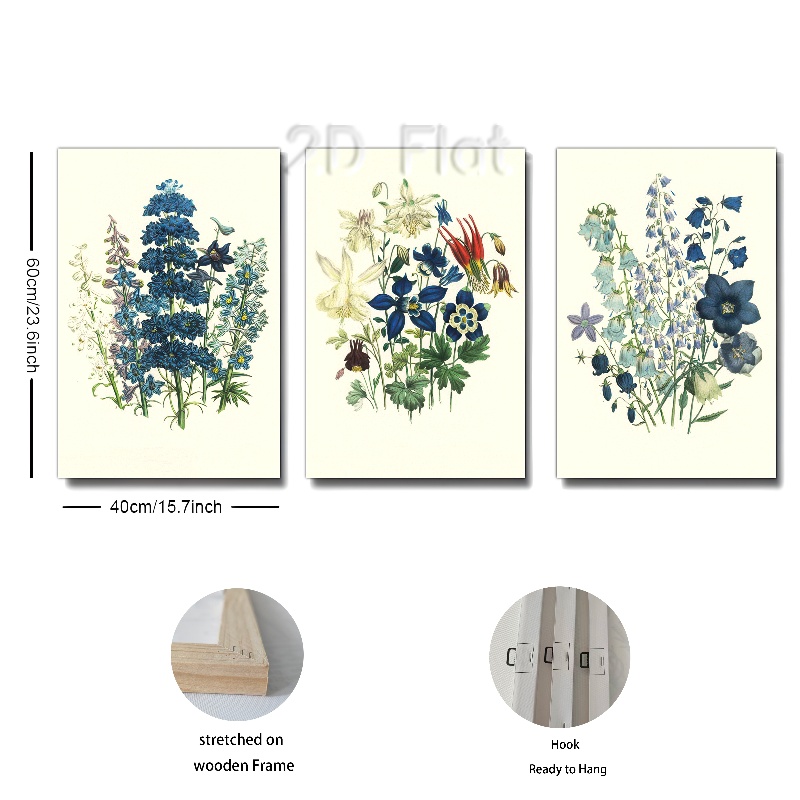 2D Flat
60cm/23.6inch
40cm/15.7inch
stretched on
wooden Frame
Hook
Ready to Hang